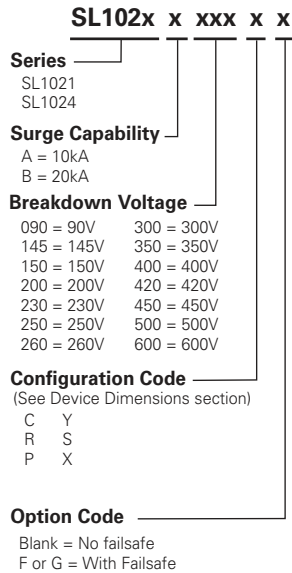 SL102x x xxx x x
Series
SL1021
SL1024
Surge Capability
A = 10kA
B = 20kA
Breakdown Voltage
090 = 90V 300 = 300V
145 = 145V 350 = 350V
150 = 150V 400 = 400V
200 = 200V 420 = 420V
230 = 230V 450 = 450V
250 = 250V 500 = 500V
260 = 260V 600 = 600V
Configuration Code
(See Device Dimensions section)
C Y
R S
P X
Option Code
Blank = No failsafe
F or G = With Failsafe